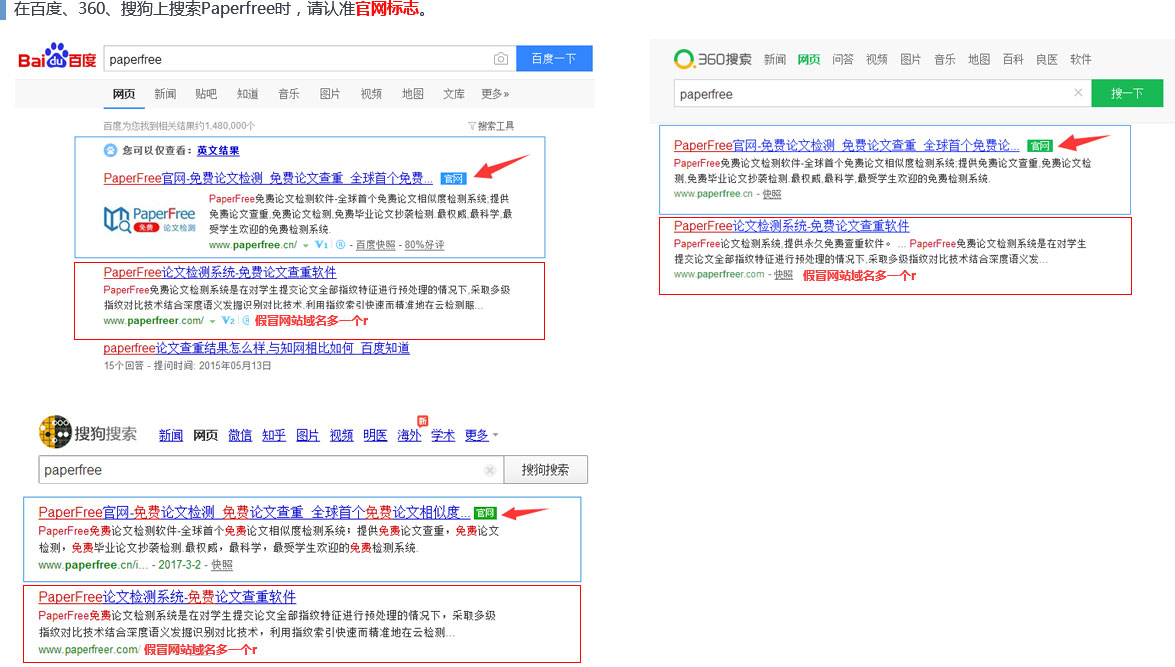 在百度、360、搜狗上搜索Paperfree时，请认准官网标志。
Bai du 百度
paperfree
百度一下
网页 新闻 贴吧 知道 音乐 图片 视频 地图 文库 更多»
百度为您找到相关结果约1,480,000个
搜索工具
您可以仅查看：英文结果
PaperFree官网-免费论文检测_免费论文查重_全球首个免费... 官网
PaperFree
免费 论文检测
PaperFree免费论文检测软件-全球首个免费论文相似度检测系统;提供
免费论文查重,免费论文检测,免费毕业论文抄袭检测.最权威,最科学,最
受学生欢迎的免费检测系统.
www.paperfree.cn/ V1 ® - 百度快照 - 80%好评
PaperFree论文检测系统-免费论文查重软件
PaperFree免费论文检测系统是在对学生提交论文全部指纹特征进行预处理的情况下,采取多级
指纹对比技术结合深度语义发掘识别对比技术,利用指纹索引快速而精准地在云检测服...
www.paperfreer.com/ V2 ® 假冒网站域名多一个r
paperfree论文查重结果怎么样,与知网相比如何_百度知道
15个回答 - 提问时间: 2015年05月13日
360搜索 新闻 网页 问答 视频 图片 音乐 地图 百科 良医 软件
paperfree × 搜一下
PaperFree官网-免费论文检测_免费论文查重_全球首个免费论... 官网
PaperFree免费论文检测软件-全球首个免费论文相似度检测系统;提供免费论文查重,免费论文检
测,免费毕业论文抄袭检测.最权威,最科学,最受学生欢迎的免费检测系统.
www.paperfree.cn - 快照
PaperFree论文检测系统-免费论文查重软件
PaperFree论文检测系统,提供永久免费查重软件。 ... PaperFree免费论文检测系统是在对学生
提交论文全部指纹特征进行预处理的情况下,采取多级指纹对比技术结合深度语义发...
www.paperfreer.com - 快照 假冒网站域名多一个r
搜狗搜索 新闻 网页 微信 知乎 图片 视频 明医 海外 学术 更多
新
paperfree
搜狗搜索
PaperFree官网-免费论文检测_免费论文查重_全球首个免费论文相似度... 官网
PaperFree免费论文检测软件-全球首个免费论文相似度检测系统；提供免费论文查重，免费论文
检测，免费毕业论文抄袭检测.最权威，最科学，最受学生欢迎的免费检测系统.
www.paperfree.cn/i... - 2017-3-2 - 快照
PaperFree论文检测系统-免费论文查重软件
PaperFree免费论文检测系统是在对学生提交论文全部指纹特征进行预处理的情况下，采取多级
指纹对比技术结合深度语义发掘识别对比技术，利用指纹索引快速而精准地在云检测...
www.paperfreer.com/ 假冒网站域名多一个r